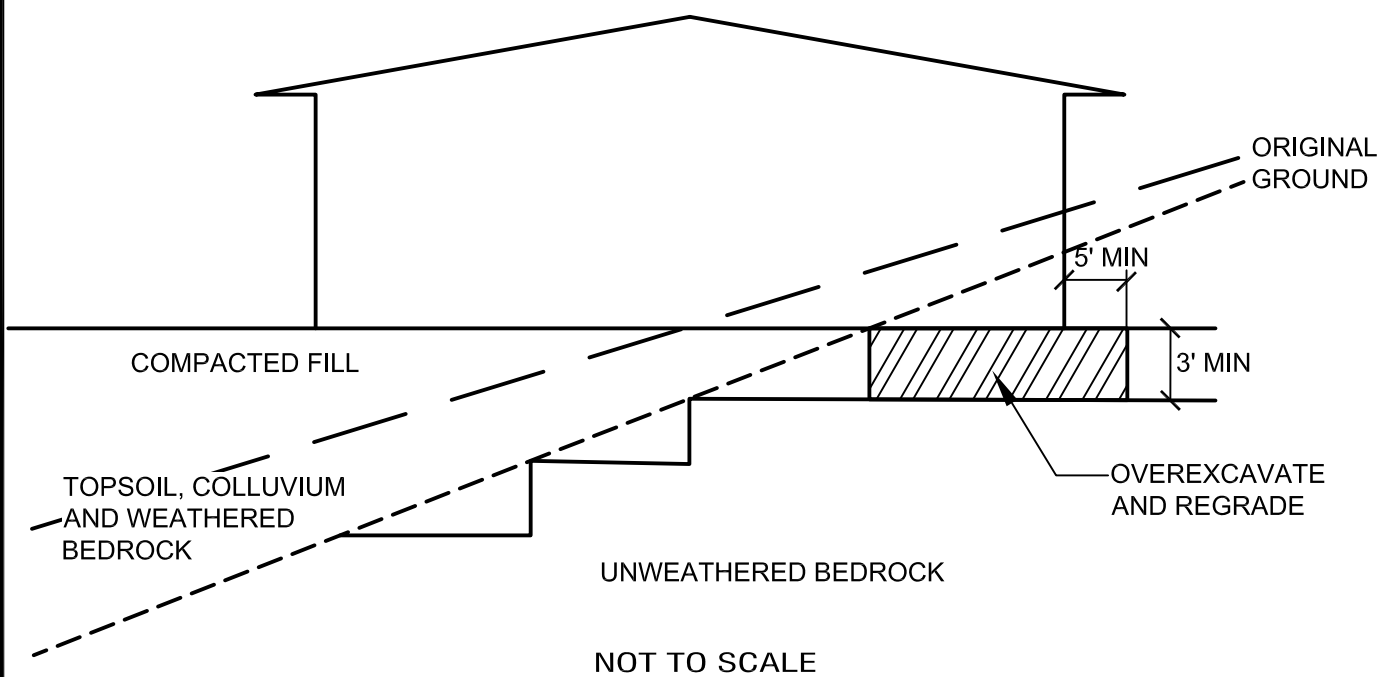 ORIGINAL
GROUND
5' MIN
COMPACTED FILL
3' MIN
TOPSOIL, COLLUVIUM
AND WEATHERED
BEDROCK
OVEREXCAVATE
AND REGRADE
UNWEATHERED BEDROCK
NOT TO SCALE